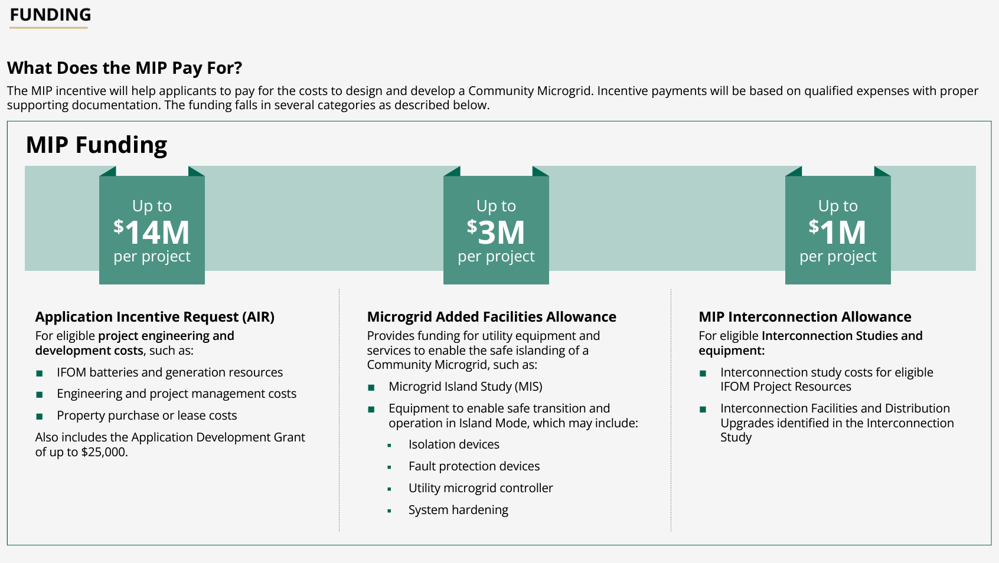 FUNDING
What Does the MIP Pay For?
The MIP incentive will help applicants to pay for the costs to design and develop a Community Microgrid. Incentive payments will be based on qualified expenses with proper
supporting documentation. The funding falls in several categories as described below.
MIP Funding
Up to
$14M
per project
Application Incentive Request (AIR)
For eligible project engineering and
development costs, such as:
■ IFOM batteries and generation resources
■ Engineering and project management costs
■ Property purchase or lease costs
Also includes the Application Development Grant
of up to $25,000.
Up to
$3M
per project
Microgrid Added Facilities Allowance
Provides funding for utility equipment and
services to enable the safe islanding of a
Community Microgrid, such as:
■ Microgrid Island Study (MIS)
■ Equipment to enable safe transition and
operation in Island Mode, which may include:
▪ Isolation devices
▪ Fault protection devices
▪ Utility microgrid controller
▪ System hardening
Up to
$1M
per project
MIP Interconnection Allowance
For eligible Interconnection Studies and
equipment:
■ Interconnection study costs for eligible
IFOM Project Resources
■ Interconnection Facilities and Distribution
Upgrades identified in the Interconnection
Study